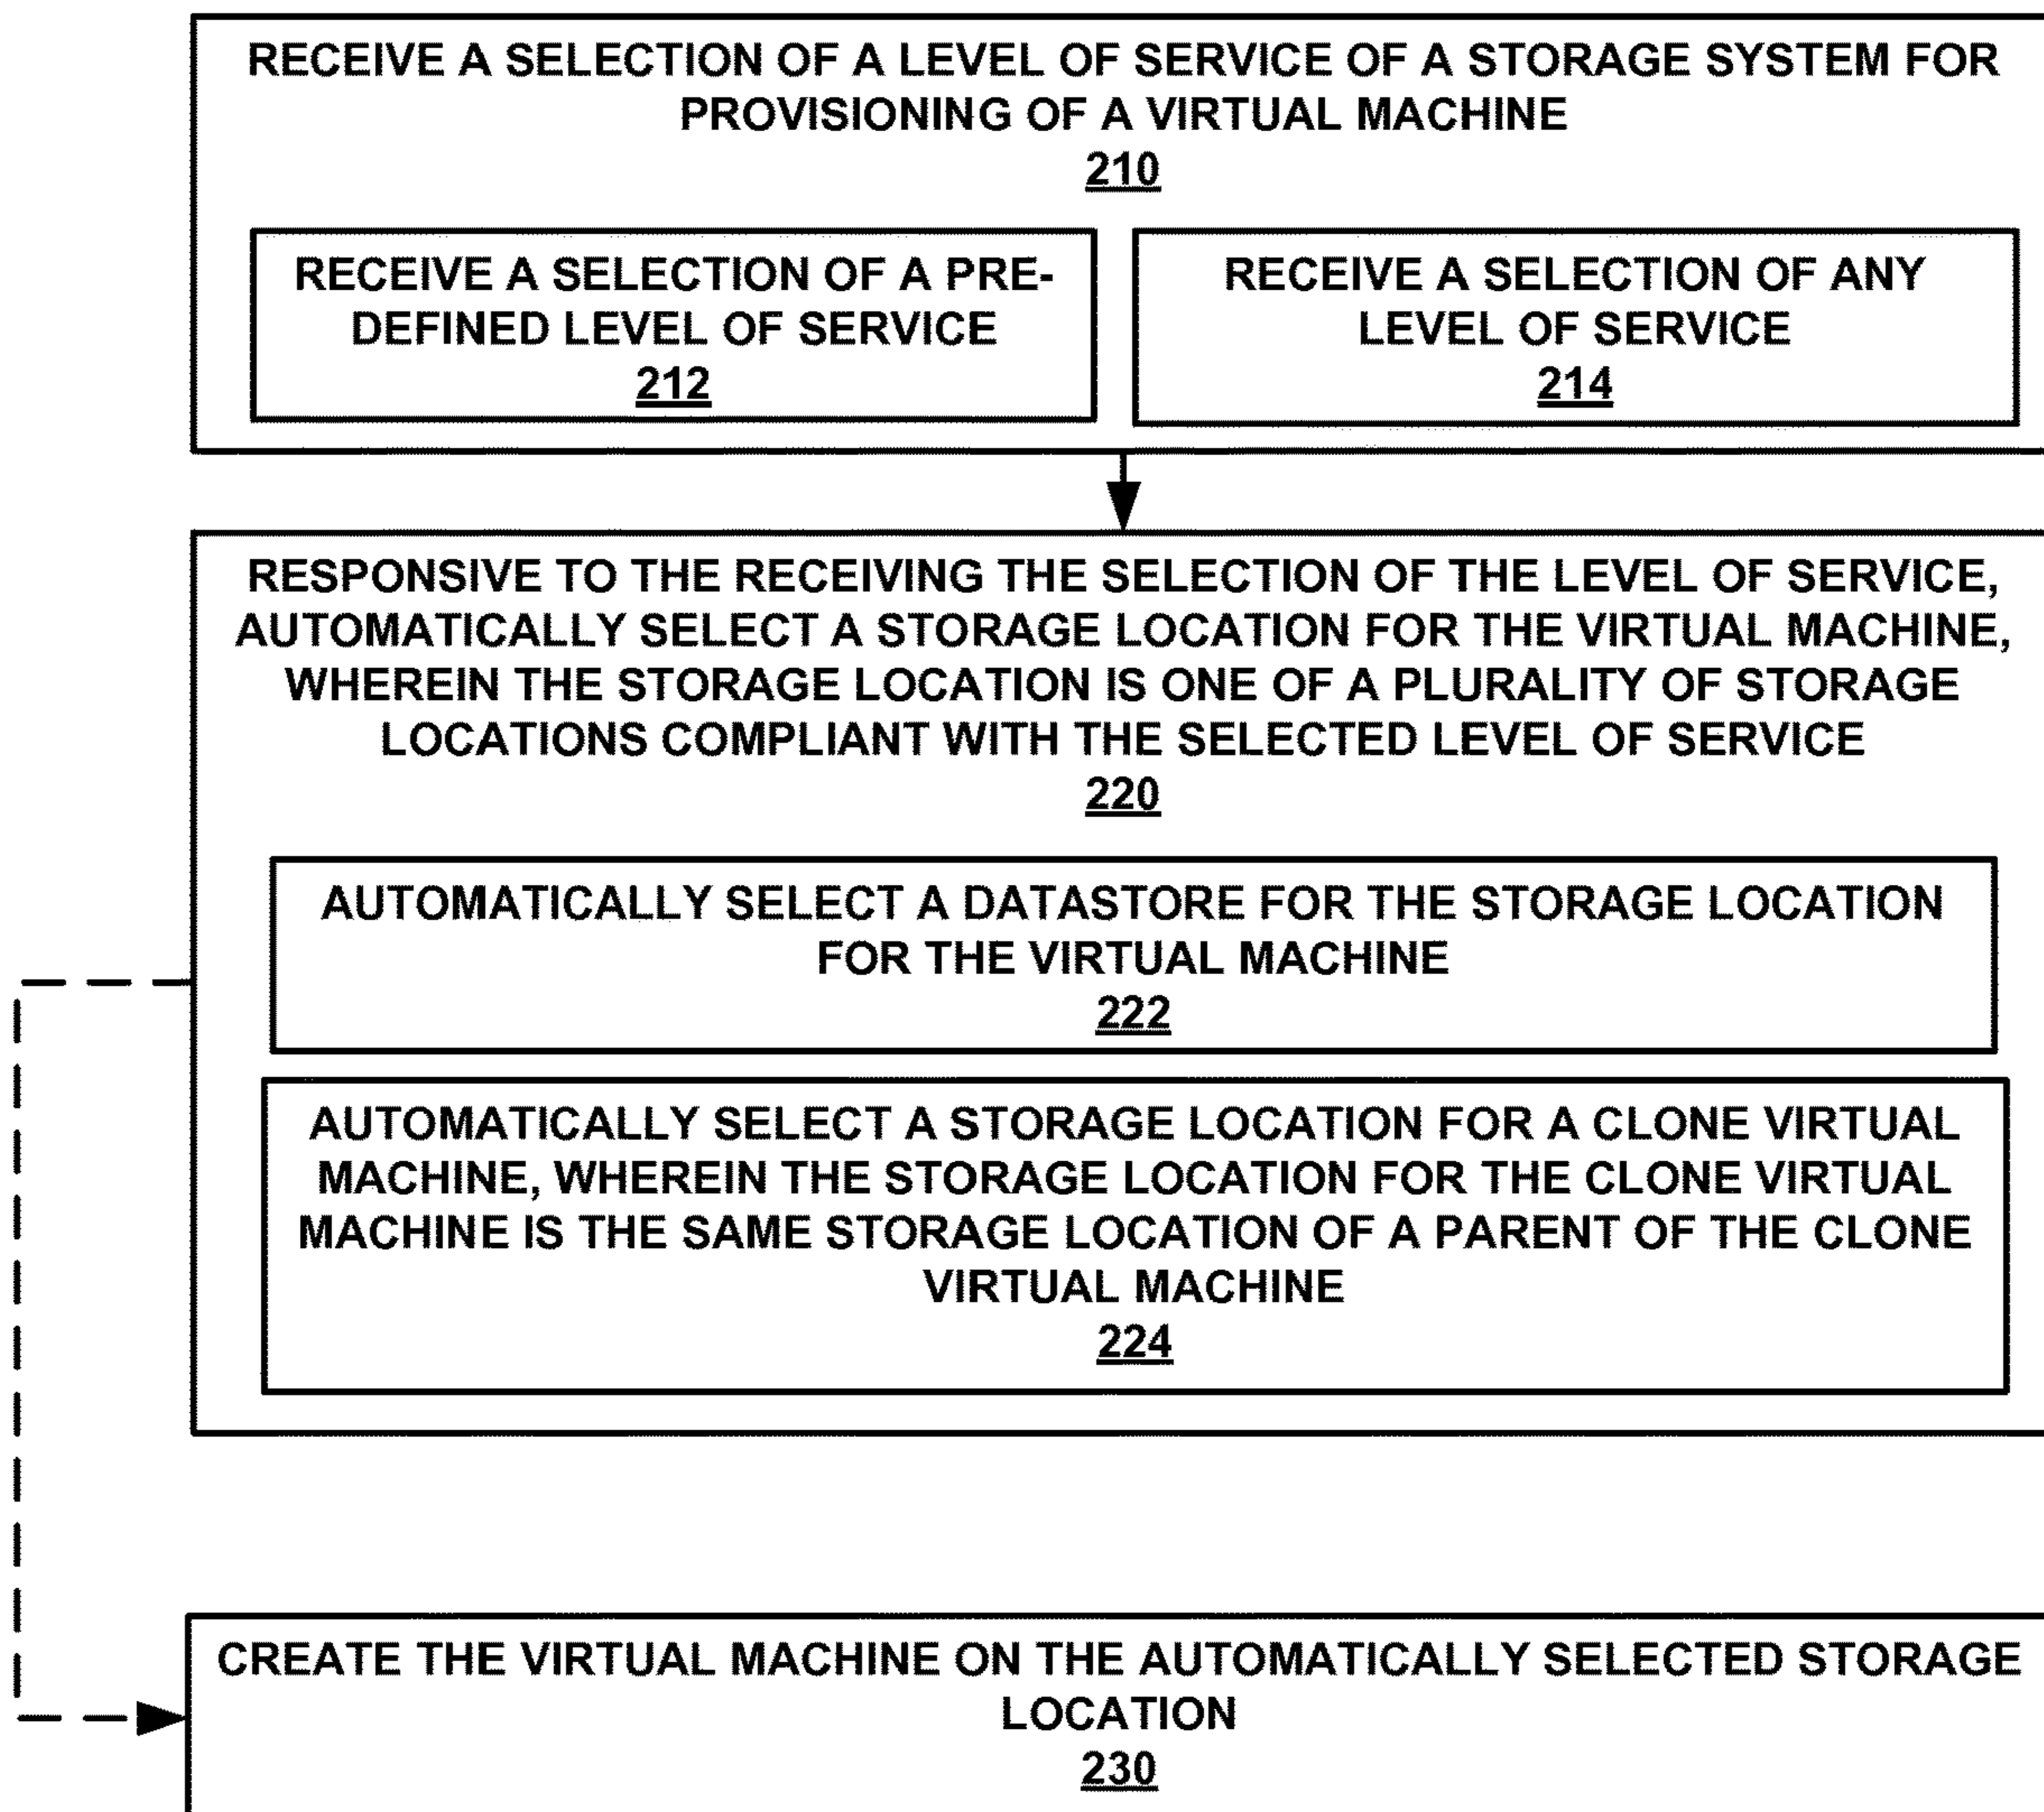 RECEIVE A SELECTION OF A LEVEL OF SERVICE OF A STORAGE SYSTEM FOR
PROVISIONING OF A VIRTUAL MACHINE
210
RECEIVE A SELECTION OF A PRE-
DEFINED LEVEL OF SERVICE
212
RECEIVE A SELECTION OF ANY
LEVEL OF SERVICE
214
RESPONSIVE TO THE RECEIVING THE SELECTION OF THE LEVEL OF SERVICE,
AUTOMATICALLY SELECT A STORAGE LOCATION FOR THE VIRTUAL MACHINE,
WHEREIN THE STORAGE LOCATION IS ONE OF A PLURALITY OF STORAGE
LOCATIONS COMPLIANT WITH THE SELECTED LEVEL OF SERVICE
220
AUTOMATICALLY SELECT A DATASTORE FOR THE STORAGE LOCATION
FOR THE VIRTUAL MACHINE
222
AUTOMATICALLY SELECT A STORAGE LOCATION FOR A CLONE VIRTUAL
MACHINE, WHEREIN THE STORAGE LOCATION FOR THE CLONE VIRTUAL
MACHINE IS THE SAME STORAGE LOCATION OF A PARENT OF THE CLONE
VIRTUAL MACHINE
224
CREATE THE VIRTUAL MACHINE ON THE AUTOMATICALLY SELECTED STORAGE
LOCATION
230